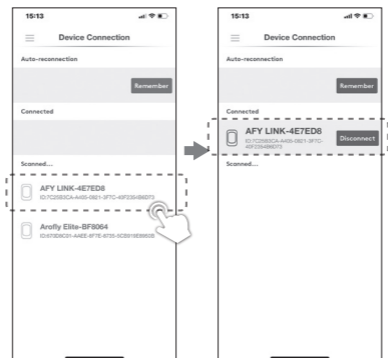 15:13
Device Connection
Auto-reconnection
Remember
Connected
Scanned...
AFY LINK-4E7ED8
Arofly Elite-BF8064
15:13
Device Connection
Auto-reconnection
Remember
Connected
AFY LINK-4E7ED8
Disconnect
Scanned...